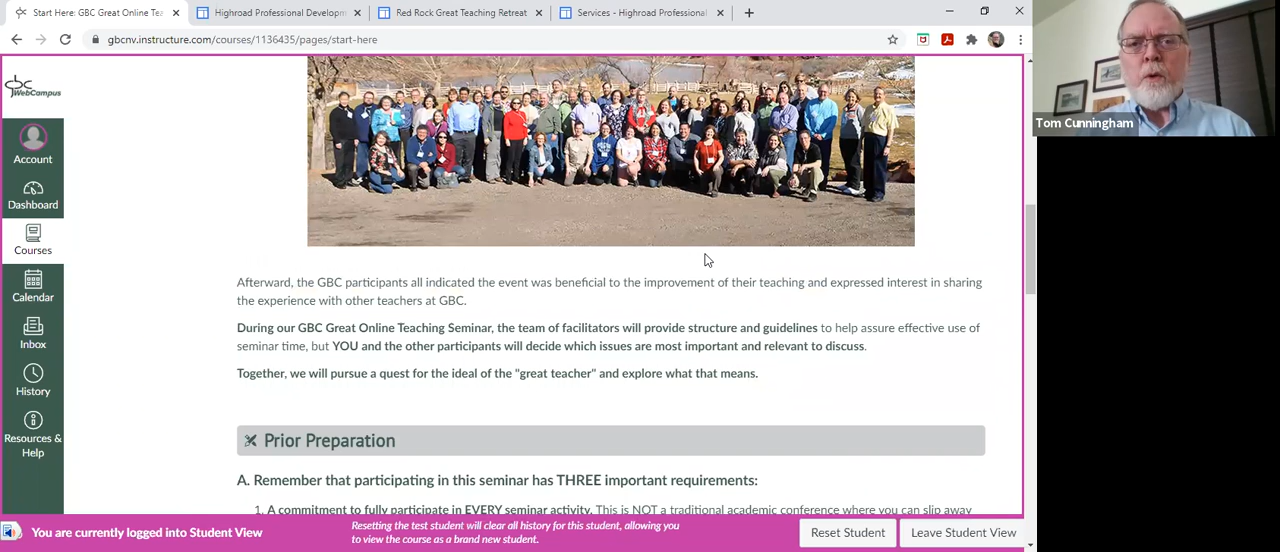 Start Here: GBC Great Online Tea
Highroad Professional Developm
Red Rock Great Teaching Retreat
Services - Highroad Professional
gbcnv.instructure.com/courses/1136435/pages/start-here
Tom Cunningham
gbc
WebCampus
Account
Dashboard
Courses
Calendar
Inbox
History
Resources &
Help
Afterward, the GBC participants all indicated the event was beneficial to the improvement of their teaching and expressed interest in sharing
the experience with other teachers at GBC.
During our GBC Great Online Teaching Seminar, the team of facilitators will provide structure and guidelines to help assure effective use of
seminar time, but YOU and the other participants will decide which issues are most important and relevant to discuss.
Together, we will pursue a quest for the ideal of the "great teacher" and explore what that means.
Prior Preparation
A. Remember that participating in this seminar has THREE important requirements:
1. A commitment to fully participate in EVERY seminar activity. This is NOT a traditional academic conference where you can slip away
You are currently logged into Student View
Resetting the test student will clear all history for this student, allowing you
to view the course as a brand new student.
Reset Student
Leave Student View